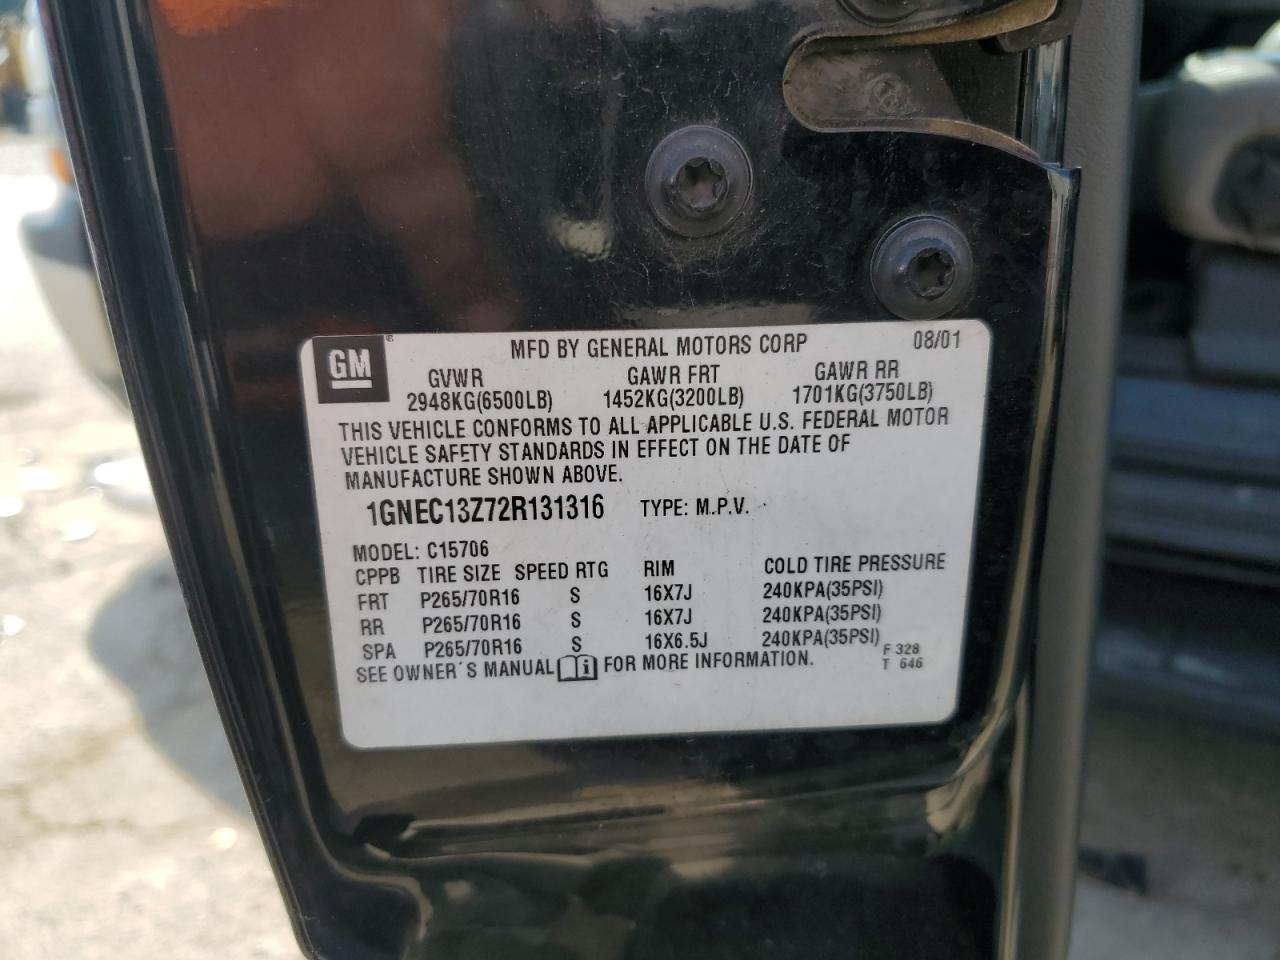 GM ®
MFD BY GENERAL MOTORS CORP 08/01
GVWR GAWR FRT GAWR RR
2948KG(6500LB) 1452KG(3200LB) 1701KG(3750LB)
THIS VEHICLE CONFORMS TO ALL APPLICABLE U.S. FEDERAL MOTOR
VEHICLE SAFETY STANDARDS IN EFFECT ON THE DATE OF
MANUFACTURE SHOWN ABOVE.
1GNEC13Z72R131316 TYPE: M.P.V.
MODEL: C15706
CPPB TIRE SIZE SPEED RTG RIM COLD TIRE PRESSURE
FRT P265/70R16 S 16X7J 240KPA(35PSI)
RR P265/70R16 S 16X7J 240KPA(35PSI)
SPA P265/70R16 S 16X6.5J 240KPA(35PSI)
SEE OWNER´S MANUAL i FOR MORE INFORMATION.
F 328
T 646